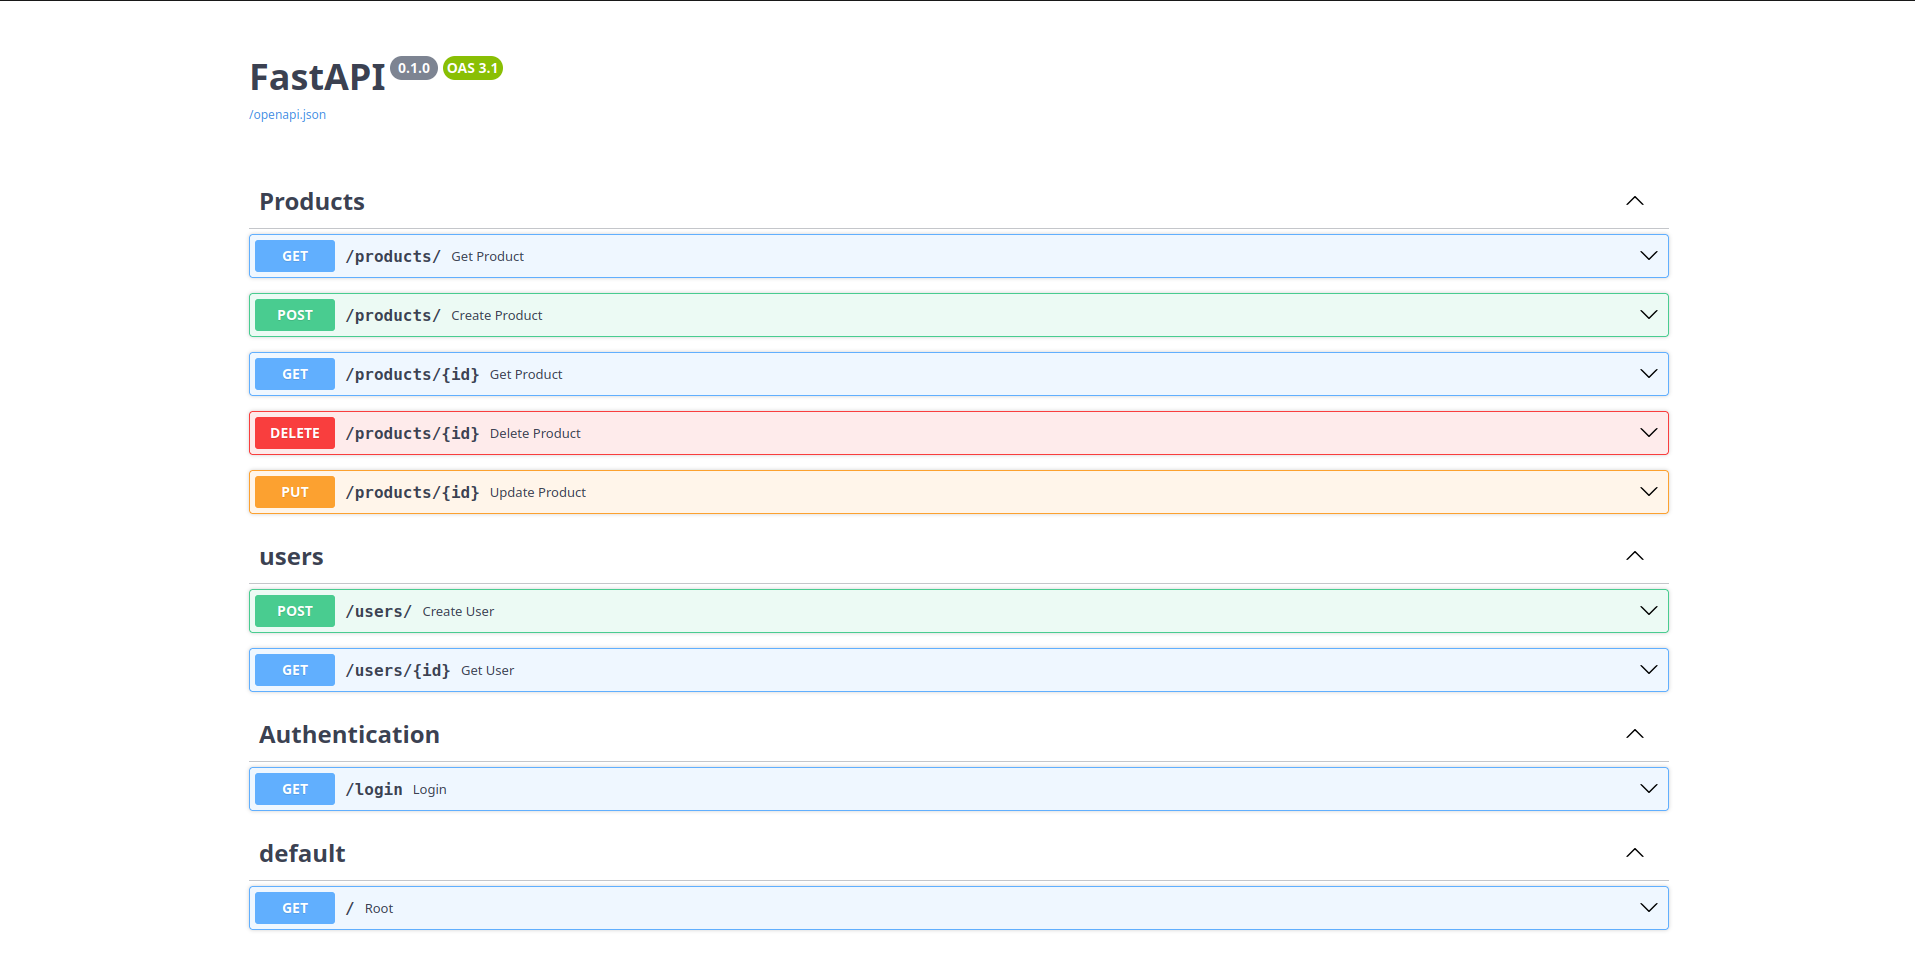 FastAPI 0.1.0 OAS 3.1
/openapi.json
Products
GET /products/ Get Product
POST /products/ Create Product
GET /products/{id} Get Product
DELETE /products/{id} Delete Product
PUT /products/{id} Update Product
users
POST /users/ Create User
GET /users/{id} Get User
Authentication
GET /login Login
default
GET / Root